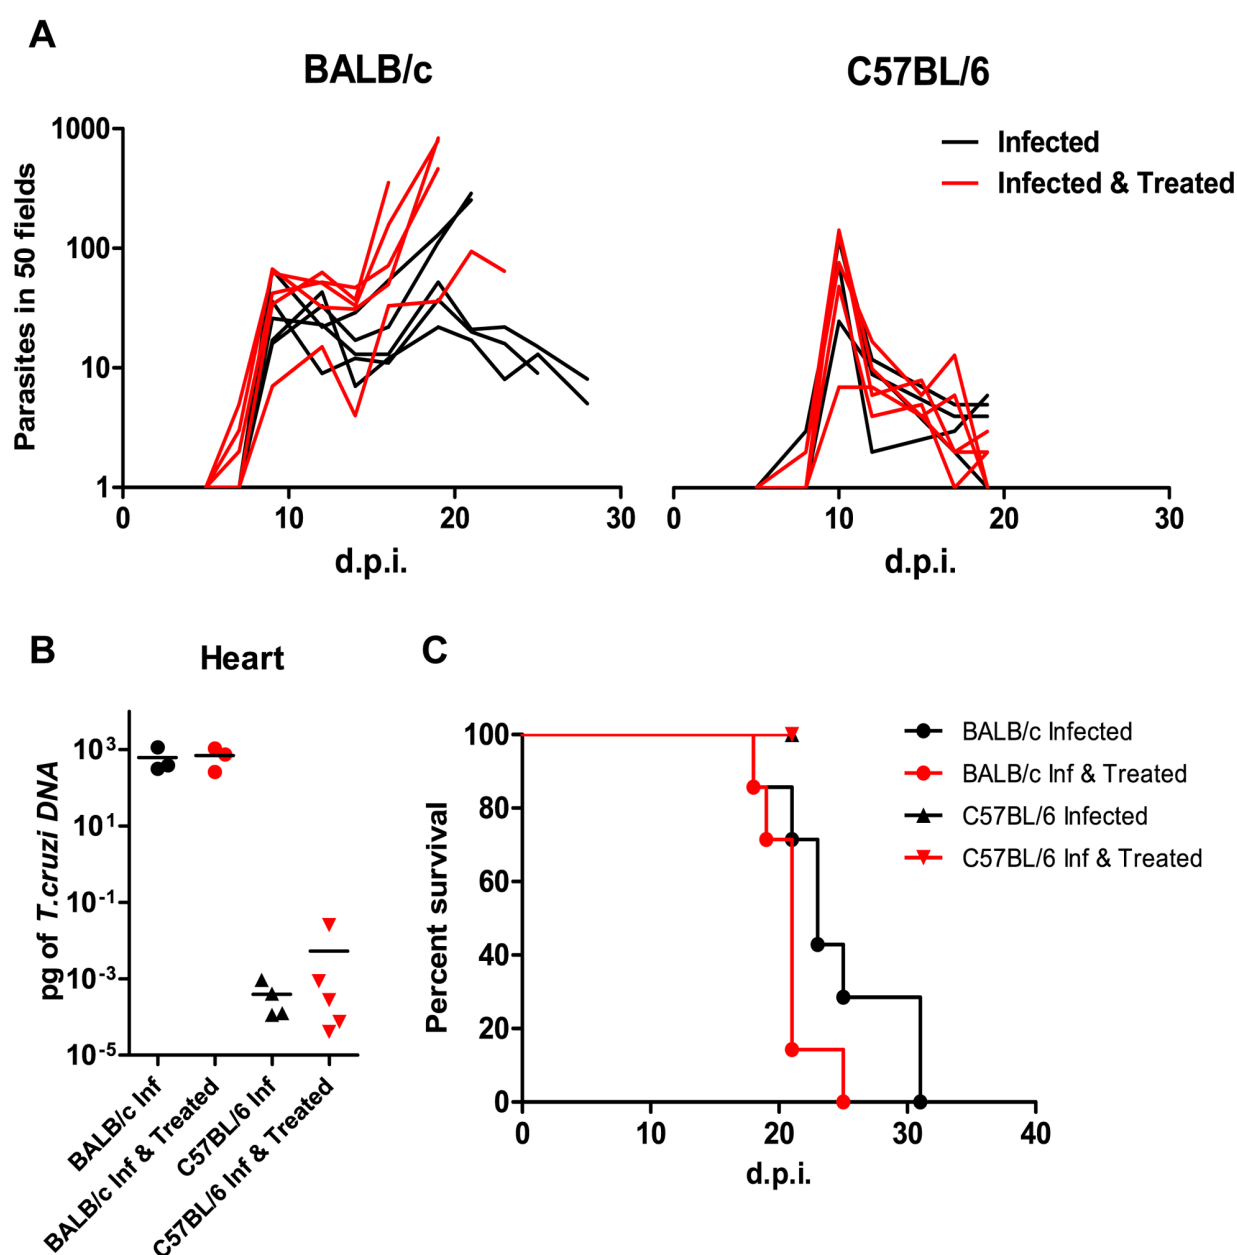 A
BALB/c
C57BL/6
Infected
Infected & Treated
Parasites in 50 fields
1000
100
10
1
0
10
20
30
d.p.i.
0
10
20
30
d.p.i.
B
Heart
pg of T.cruzi DNA
10³
10¹
10⁻¹
10⁻³
10⁻⁵
BALB/c Inf
BALB/c Inf & Treated
C57BL/6 Inf
C57BL/6 Inf & Treated
C
Percent survival
100
80
60
40
20
0
0
10
20
30
40
d.p.i.
BALB/c Infected
BALB/c Inf & Treated
C57BL/6 Infected
C57BL/6 Inf & Treated